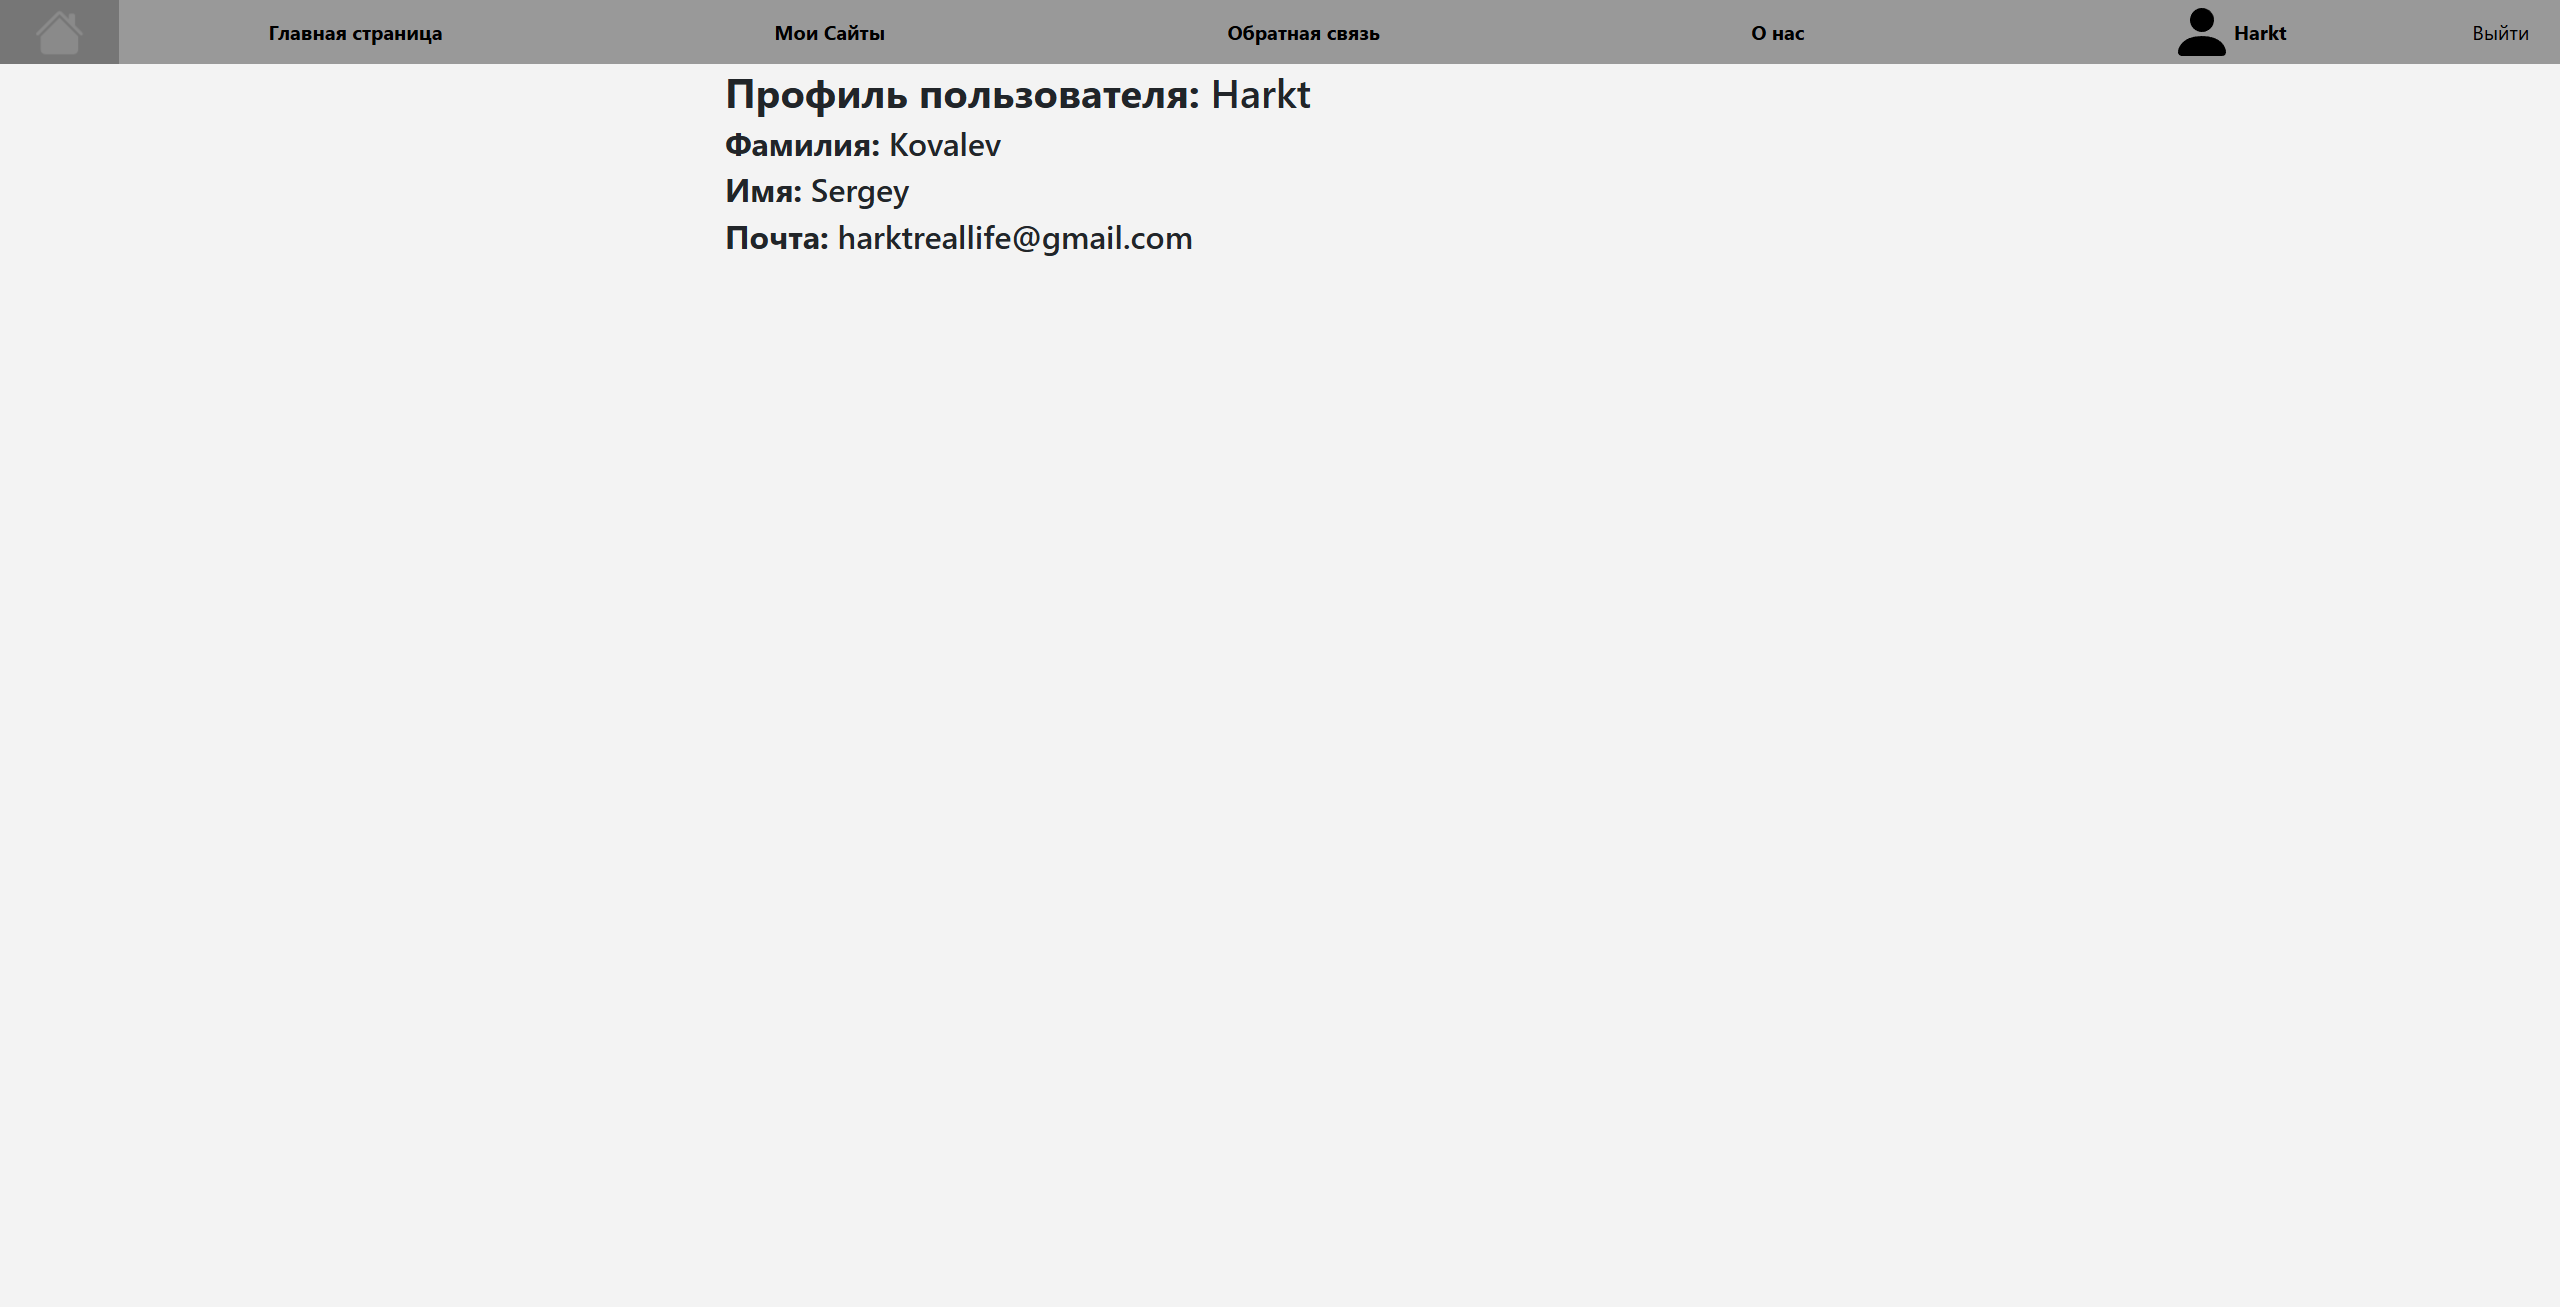 Главная страница Мои Сайты Обратная связь О нас Harkt Выйти
Профиль пользователя: Harkt
Фамилия: Kovalev
Имя: Sergey
Почта: harktreallife@gmail.com